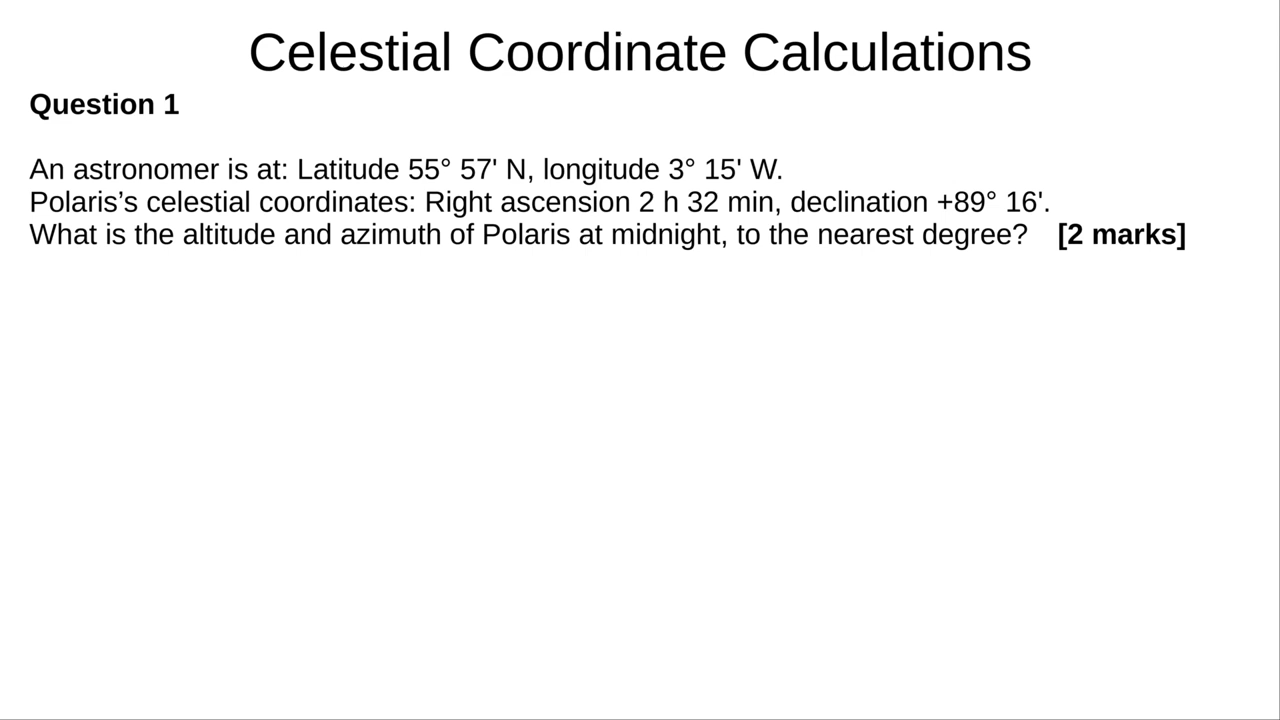 Celestial Coordinate Calculations
Question 1
An astronomer is at: Latitude 55° 57' N, longitude 3° 15' W.
Polaris’s celestial coordinates: Right ascension 2 h 32 min, declination +89° 16'.
What is the altitude and azimuth of Polaris at midnight, to the nearest degree? [2 marks]